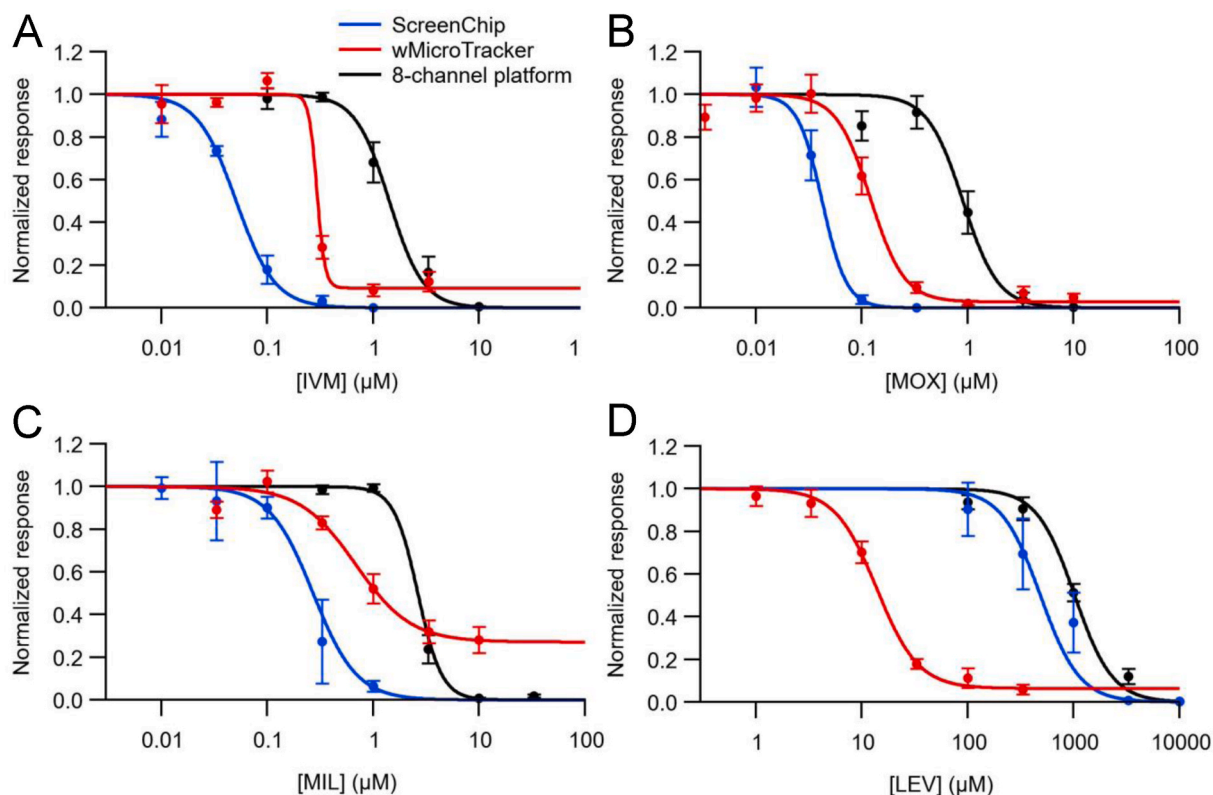 A
ScreenChip
wMicroTracker
8-channel platform
1.2
1.0
0.8
0.6
0.4
0.2
0.0
Normalized response
0.01 0.1 1 10 1
[IVM] (µM)
B
1.2
1.0
0.8
0.6
0.4
0.2
0.0
Normalized response
0.01 0.1 1 10 100
[MOX] (µM)
C
1.2
1.0
0.8
0.6
0.4
0.2
0.0
Normalized response
0.01 0.1 1 10 100
[MIL] (µM)
D
1.2
1.0
0.8
0.6
0.4
0.2
0.0
Normalized response
1 10 100 1000 10000
[LEV] (µM)